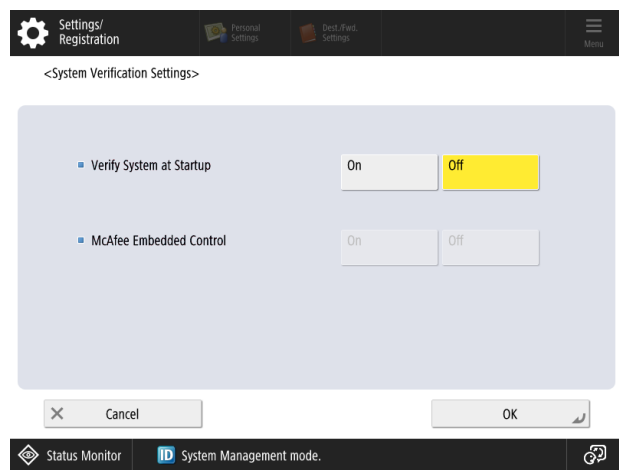 Settings/
Registration
Personal
Settings
Dest./Fwd.
Settings
Menu
<System Verification Settings>
Verify System at Startup
On
Off
McAfee Embedded Control
On
Off
Cancel
OK
Status Monitor
ID
System Management mode.